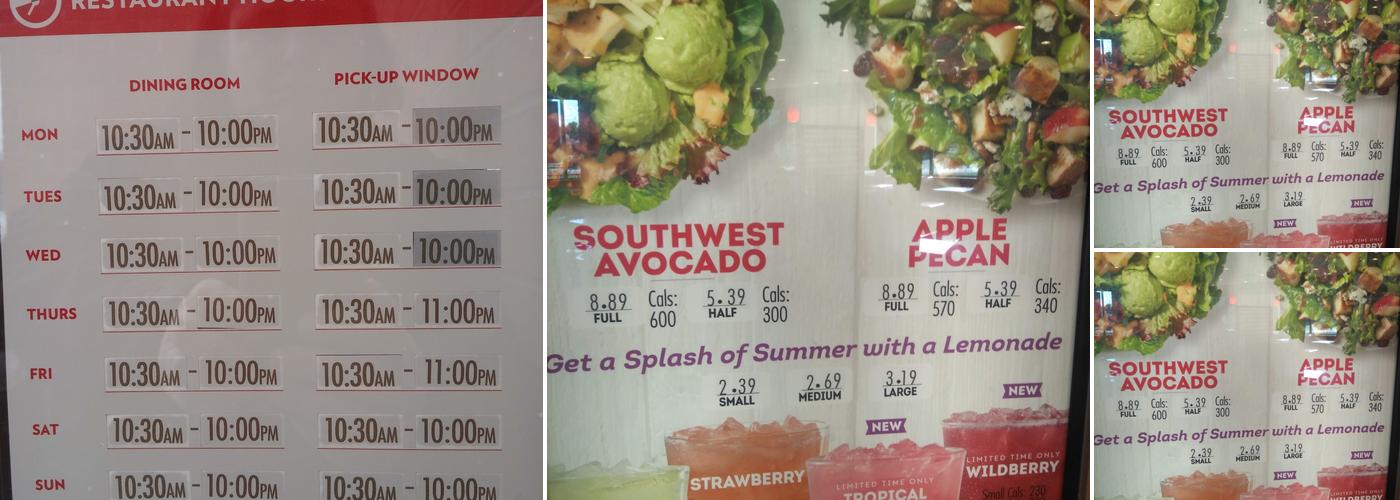 RESTAURANT
DINING ROOM PICK-UP WINDOW
MON 10:30AM - 10:00PM 10:30AM - 10:00PM
TUES 10:30AM - 10:00PM 10:30AM - 10:00PM
WED 10:30AM - 10:00PM 10:30AM - 10:00PM
THURS 10:30AM - 10:00PM 10:30AM - 11:00PM
FRI 10:30AM - 10:00PM 10:30AM - 11:00PM
SAT 10:30AM - 10:00PM 10:30AM - 10:00PM
SUN 10:30AM - 10:00PM 10:30AM - 10:00PM
SOUTHWEST
AVOCADO
8.89 FULL Cals: 600 5.39 HALF Cals: 300
APPLE
PECAN
8.89 FULL Cals: 570 5.39 HALF Cals: 340
Get a Splash of Summer with a Lemonade
2.39 SMALL 2.69 MEDIUM 3.19 LARGE
NEW
NEW
STRAWBERRY
LIMITED TIME ONLY
TROPICAL
LIMITED TIME ONLY
WILDBERRY
Small Cals: 230
SOUTHWEST
AVOCADO
8.89 FULL Cals: 600 5.39 HALF Cals: 300
APPLE
PECAN
8.89 FULL Cals: 570 5.39 HALF Cals: 340
Get a Splash of Summer with a Lemonade
2.39 SMALL 2.69 MEDIUM 3.19 LARGE
NEW
NEW
LIMITED TIME ONLY
WILDBERRY
SOUTHWEST
AVOCADO
8.89 FULL Cals: 600 5.39 HALF Cals: 300
APPLE
PECAN
8.89 FULL Cals: 570 5.39 HALF Cals: 340
Get a Splash of Summer with a Lemonade
2.39 SMALL 2.69 MEDIUM 3.19 LARGE
NEW
NEW
LIMITED TIME ONLY
WILDBERRY